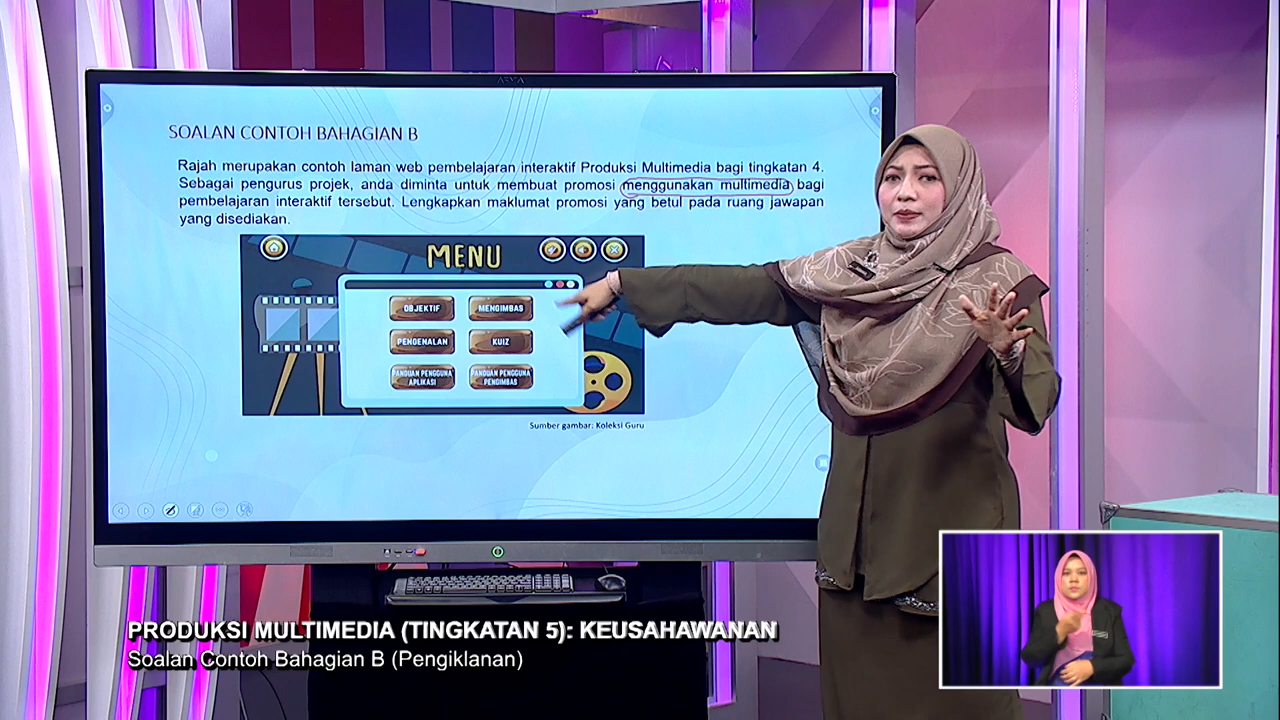 SOALAN CONTOH BAHAGIAN B
Rajah merupakan contoh laman web pembelajaran interaktif Produksi Multimedia bagi tingkatan 4.
Sebagai pengurus projek, anda diminta untuk membuat promosi menggunakan multimedia bagi
pembelajaran interaktif tersebut. Lengkapkan maklumat promosi yang betul pada ruang jawapan
yang disediakan.
MENU
OBJEKTIF
MENGIMBAS
PENGENALAN
KUIZ
PANDUAN PENGGUNA
APLIKASI
PANDUAN PENGGUNA
PENGIMBAS
Sumber gambar: Koleksi Guru
PRODUKSI MULTIMEDIA (TINGKATAN 5): KEUSAHAWANAN
Soalan Contoh Bahagian B (Pengiklanan)